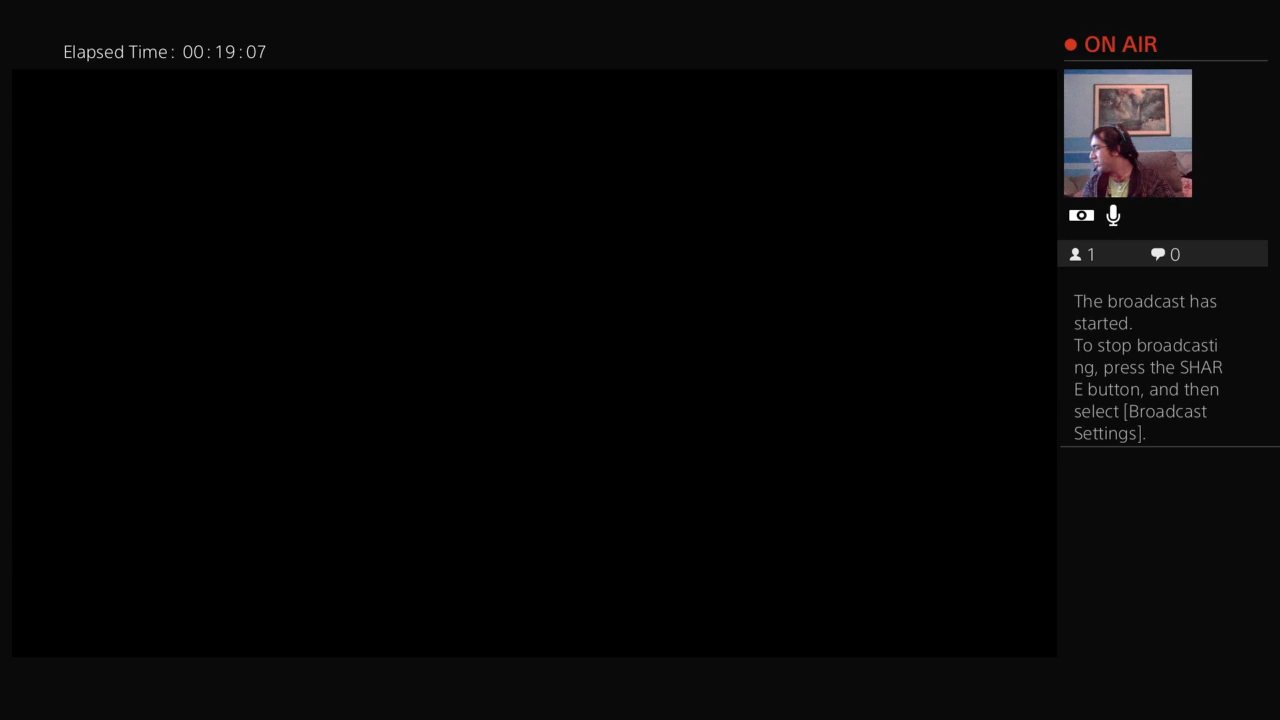 Elapsed Time: 00:19:07
ON AIR
1 0
The broadcast has
started.
To stop broadcasti
ng, press the SHAR
E button, and then
select [Broadcast
Settings].